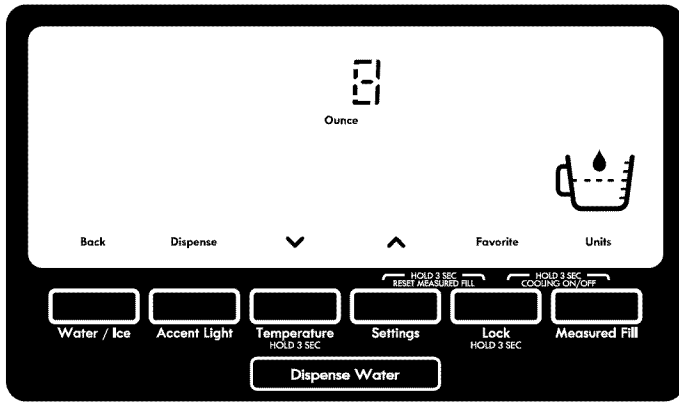 8
Ounce
Back Dispense Favorite Units
HOLD 3 SEC HOLD 3 SEC
RESET MEASURED FILL COOLING ON/OFF
Water / Ice Accent Light Temperature Settings Lock Measured Fill
HOLD 3 SEC HOLD 3 SEC
Dispense Water